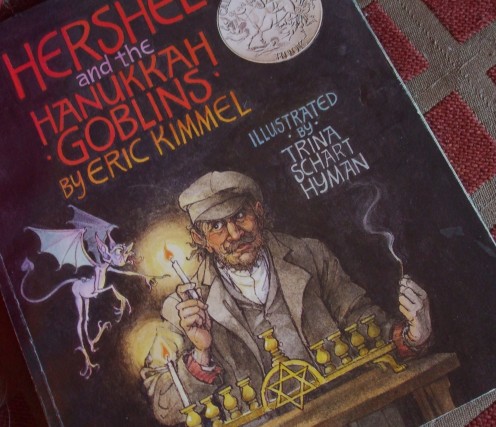 HERSHEL
and the
HANUKKAH
·GOBLINS·
BY ERIC KIMMEL
ILLUSTRATED
·BY·
TRINA
SCHART
HYMAN